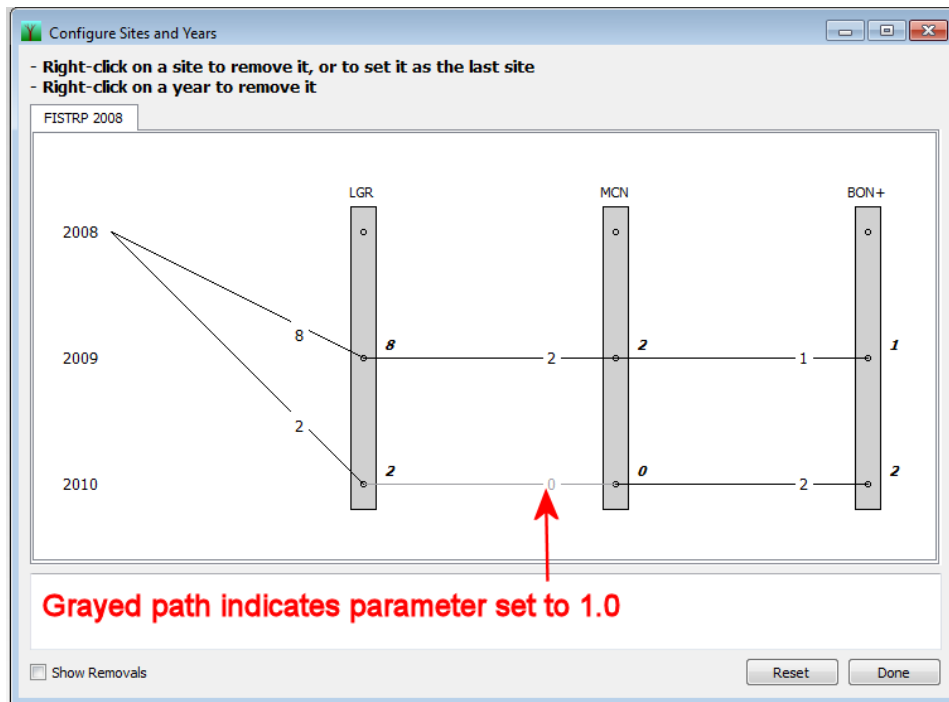 Configure Sites and Years
- Right-click on a site to remove it, or to set it as the last site
- Right-click on a year to remove it
FISTRP 2008
LGR MCN BON+
2008
8
8
2009 2 2 1 1
2
2
2010 0 0 2 2
Grayed path indicates parameter set to 1.0
Show Removals Reset Done